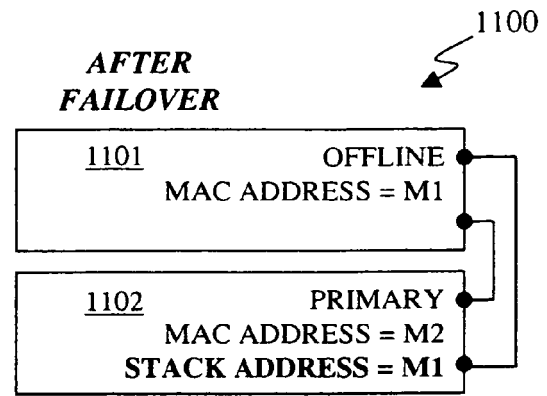 1100
AFTER
FAILOVER
1101 OFFLINE
MAC ADDRESS = M1
1102 PRIMARY
MAC ADDRESS = M2
STACK ADDRESS = M1